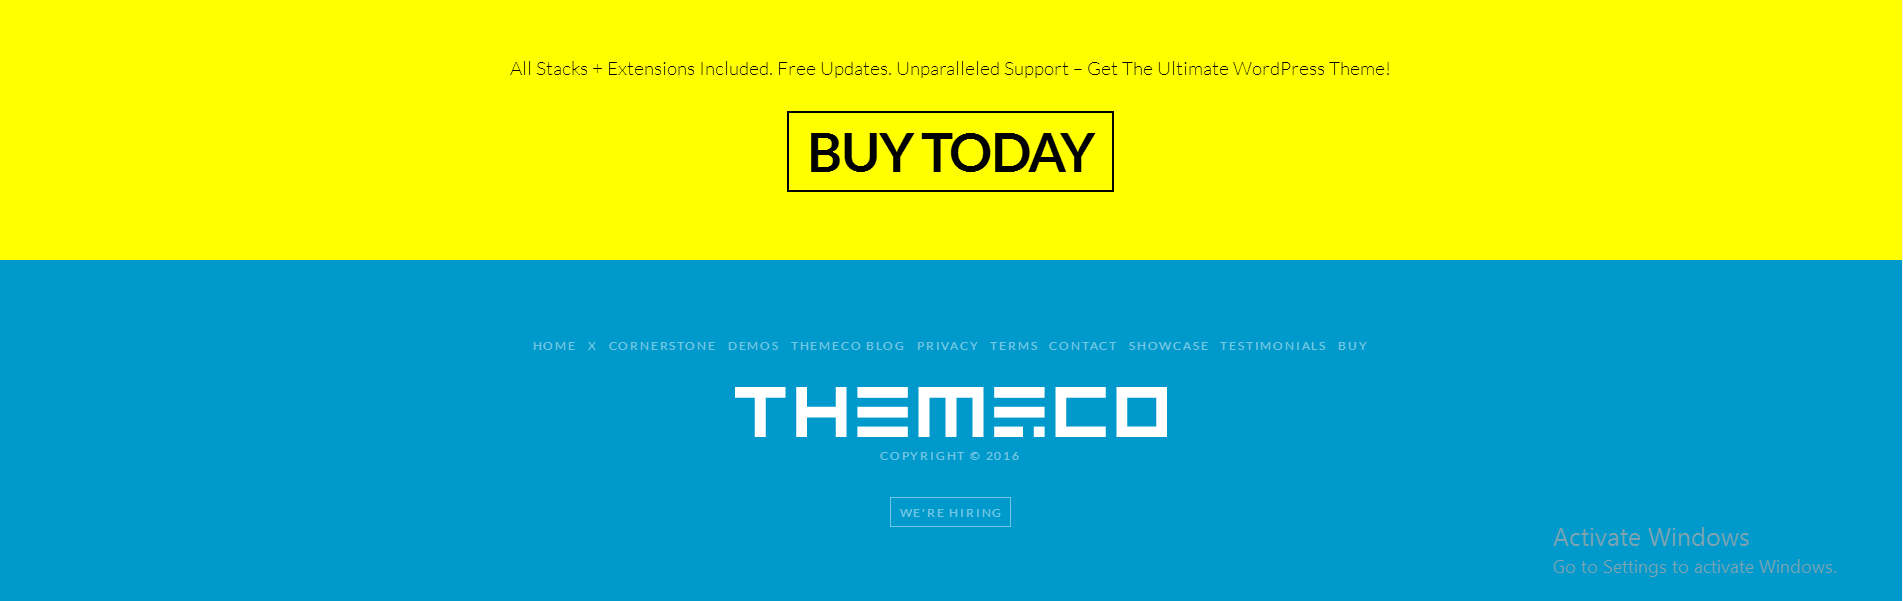 All Stacks + Extensions Included. Free Updates. Unparalleled Support – Get The Ultimate WordPress Theme!
BUY TODAY
HOME X CORNERSTONE DEMOS THEMECO BLOG PRIVACY TERMS CONTACT SHOWCASE TESTIMONIALS BUY
THEMECO
COPYRIGHT © 2016
WE'RE HIRING
Activate Windows
Go to Settings to activate Windows.